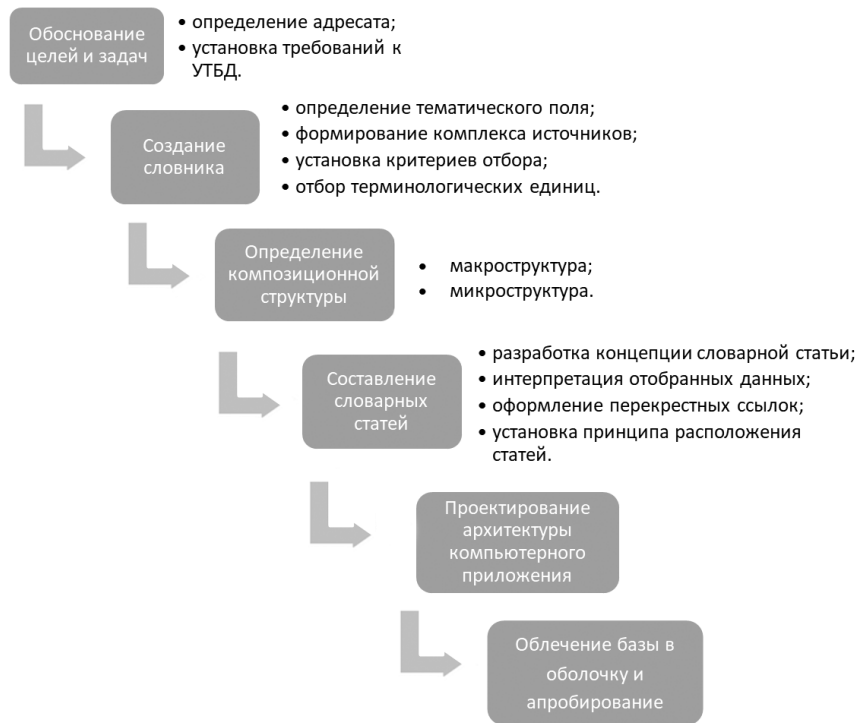 Обоснование
целей и задач
• определение адресата;
• установка требований к
УТБД.
Создание
словника
• определение тематического поля;
• формирование комплекса источников;
• установка критериев отбора;
• отбор терминологических единиц.
Определение
композиционной
структуры
• макроструктура;
• микроструктура.
Составление
словарных
статей
• разработка концепции словарной статьи;
• интерпретация отобранных данных;
• оформление перекрестных ссылок;
• установка принципа расположения
статей.
Проектирование
архитектуры
компьютерного
приложения
Облечение базы в
оболочку и
апробирование